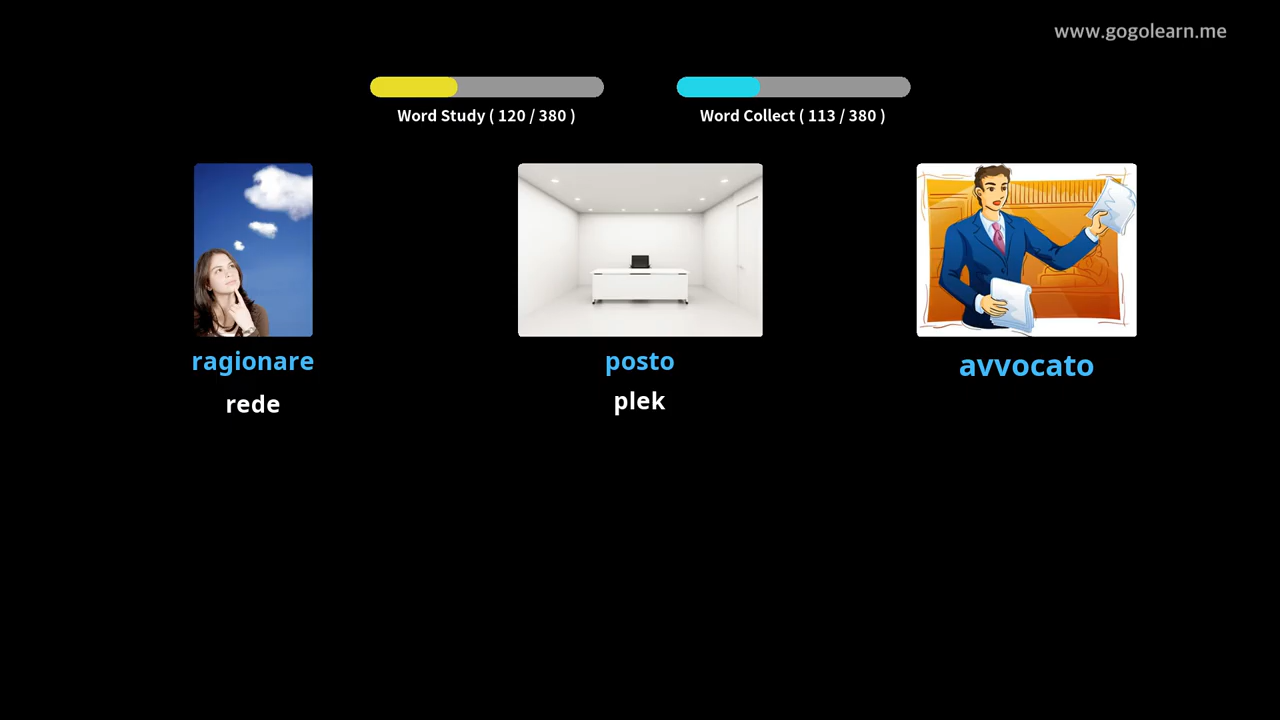 www.gogolearn.me
Word Study ( 120 / 380 )
Word Collect ( 113 / 380 )
ragionare
posto
avvocato
rede
plek